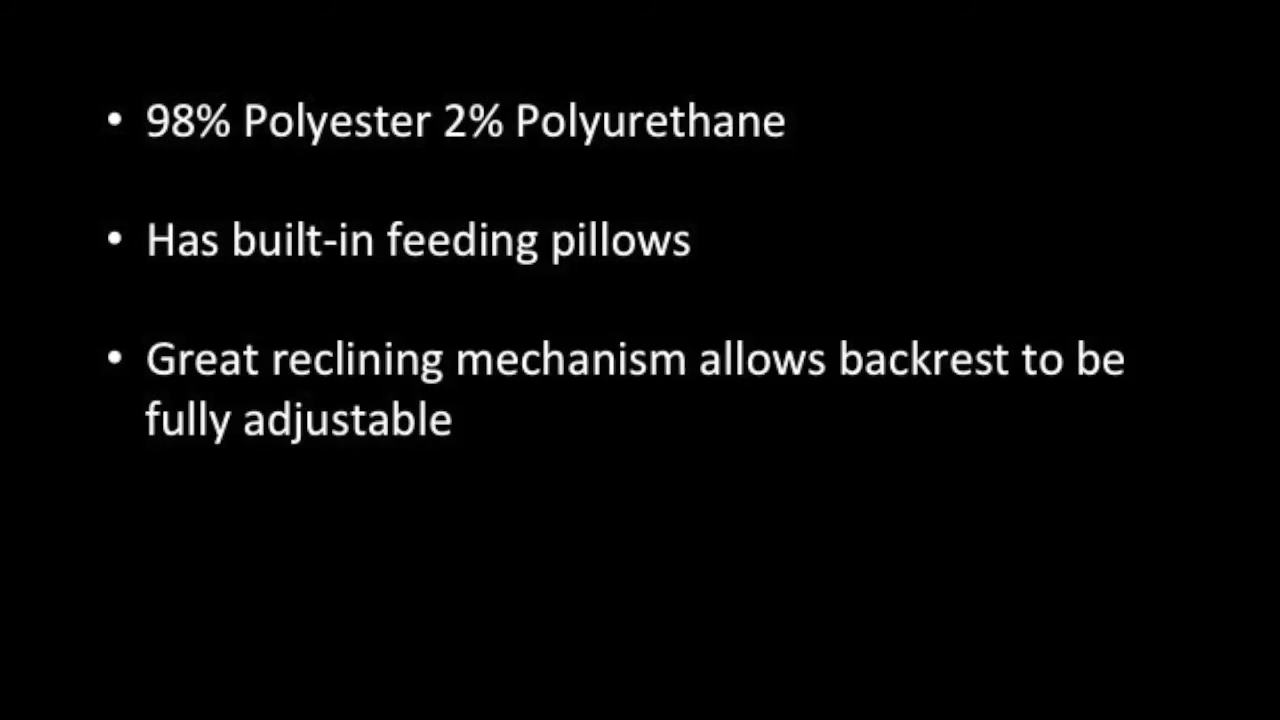 • 98% Polyester 2% Polyurethane
• Has built-in feeding pillows
• Great reclining mechanism allows backrest to be
fully adjustable